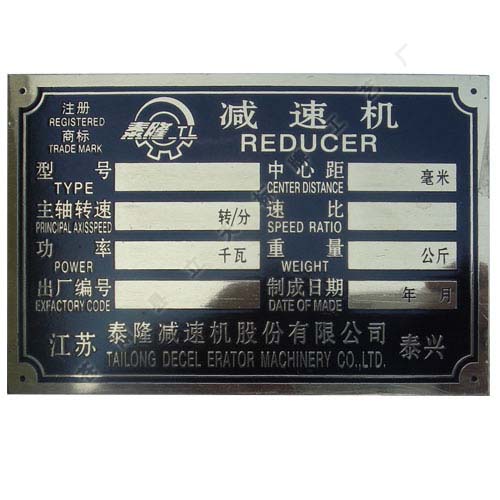 注册
REGISTERED
商标
TRADE MARK
泰隆 TL
减速机
REDUCER
型号
TYPE
中心距 毫米
CENTER DISTANCE
主轴转速 转/分
PRINCIPAL AXISSPEED
速比
SPEED RATIO
功率 千瓦
POWER
重量 公斤
WEIGHT
出厂编号
EXFACTORY CODE
制成日期 年 月
DATE OF MADE
江苏 泰隆减速机股份有限公司 泰兴
TAILONG DECEL ERATOR MACHINERY CO.,LTD.